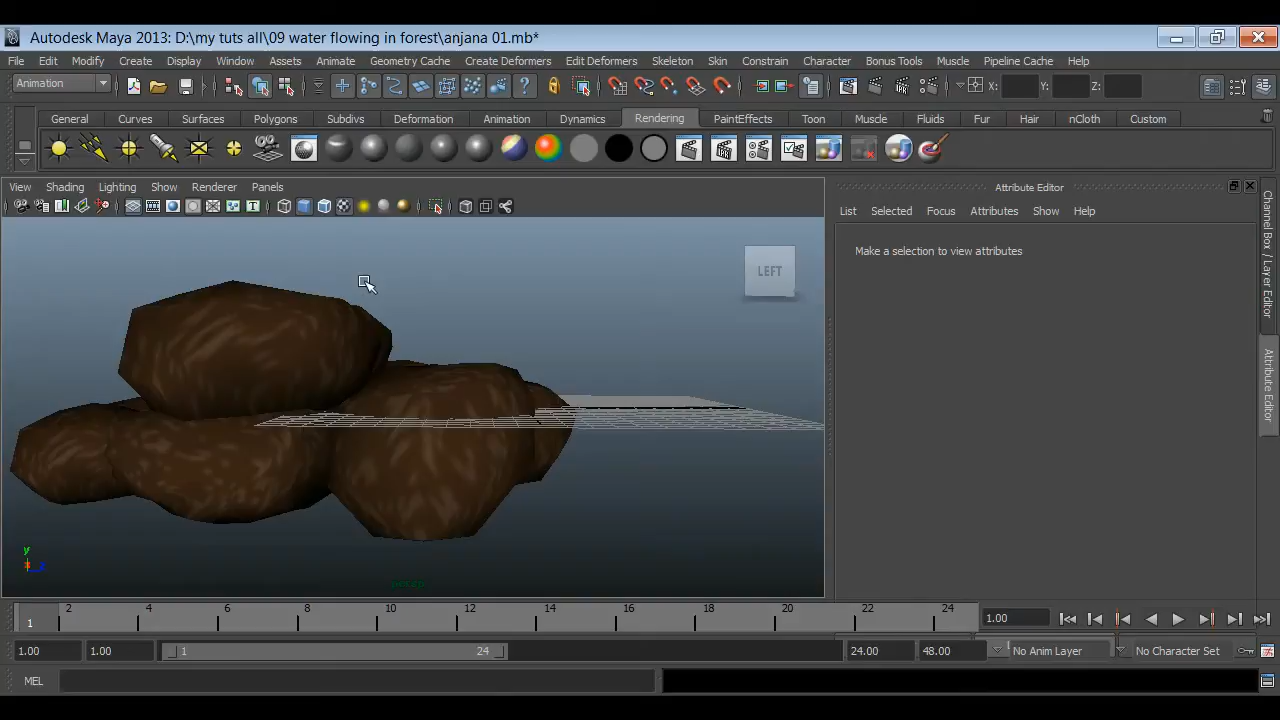 Autodesk Maya 2013: D:\my tuts all\09 water flowing in forest\anjana 01.mb*
File Edit Modify Create Display Window Assets Animate Geometry Cache Create Deformers Edit Deformers Skeleton Skin Constrain Character Bonus Tools Muscle Pipeline Cache Help
Animation X: Y: Z:
General Curves Surfaces Polygons Subdivs Deformation Animation Dynamics Rendering PaintEffects Toon Muscle Fluids Fur Hair nCloth Custom
View Shading Lighting Show Renderer Panels
Attribute Editor
List Selected Focus Attributes Show Help
Make a selection to view attributes
LEFT
Channel Box / Layer Editor
Attribute Editor
y
z
persp
1 2 4 6 8 10 12 14 16 18 20 22 24 1.00
1.00 1.00 1 24 24.00 48.00 No Anim Layer No Character Set
MEL